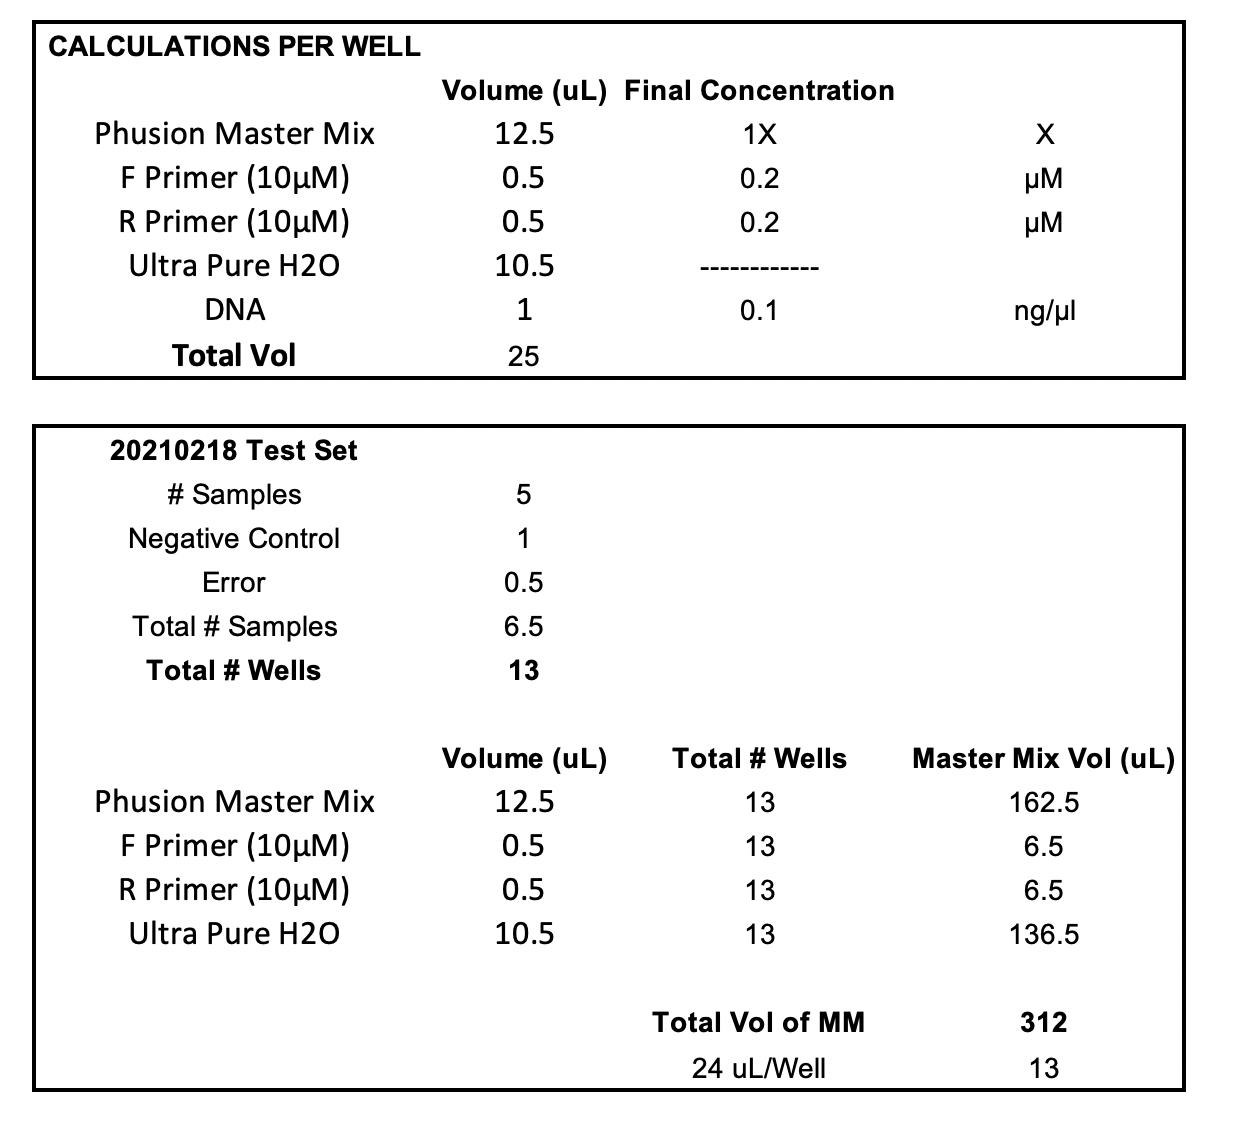 CALCULATIONS PER WELL
Volume (uL) Final Concentration
Phusion Master Mix 12.5 1X X
F Primer (10µM) 0.5 0.2 µM
R Primer (10µM) 0.5 0.2 µM
Ultra Pure H2O 10.5 ------------
DNA 1 0.1 ng/µl
Total Vol 25
20210218 Test Set
# Samples 5
Negative Control 1
Error 0.5
Total # Samples 6.5
Total # Wells 13
Volume (uL) Total # Wells Master Mix Vol (uL)
Phusion Master Mix 12.5 13 162.5
F Primer (10µM) 0.5 13 6.5
R Primer (10µM) 0.5 13 6.5
Ultra Pure H2O 10.5 13 136.5
Total Vol of MM 312
24 uL/Well 13